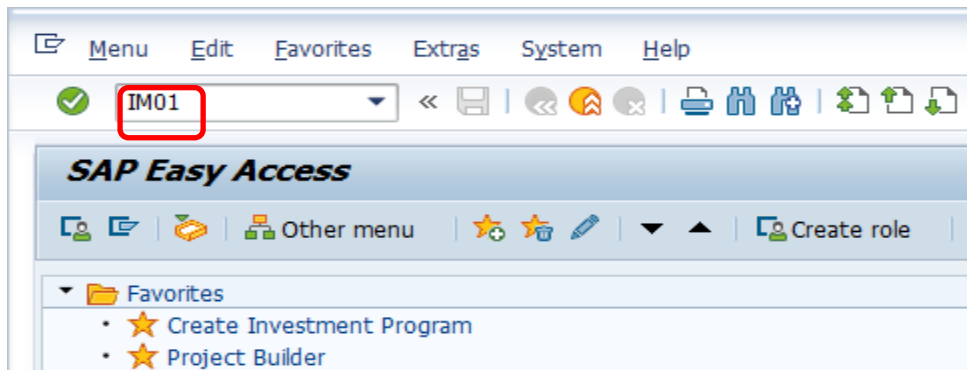 Menu Edit Favorites Extras System Help
IM01
SAP Easy Access
Other menu Create role
Favorites
Create Investment Program
Project Builder